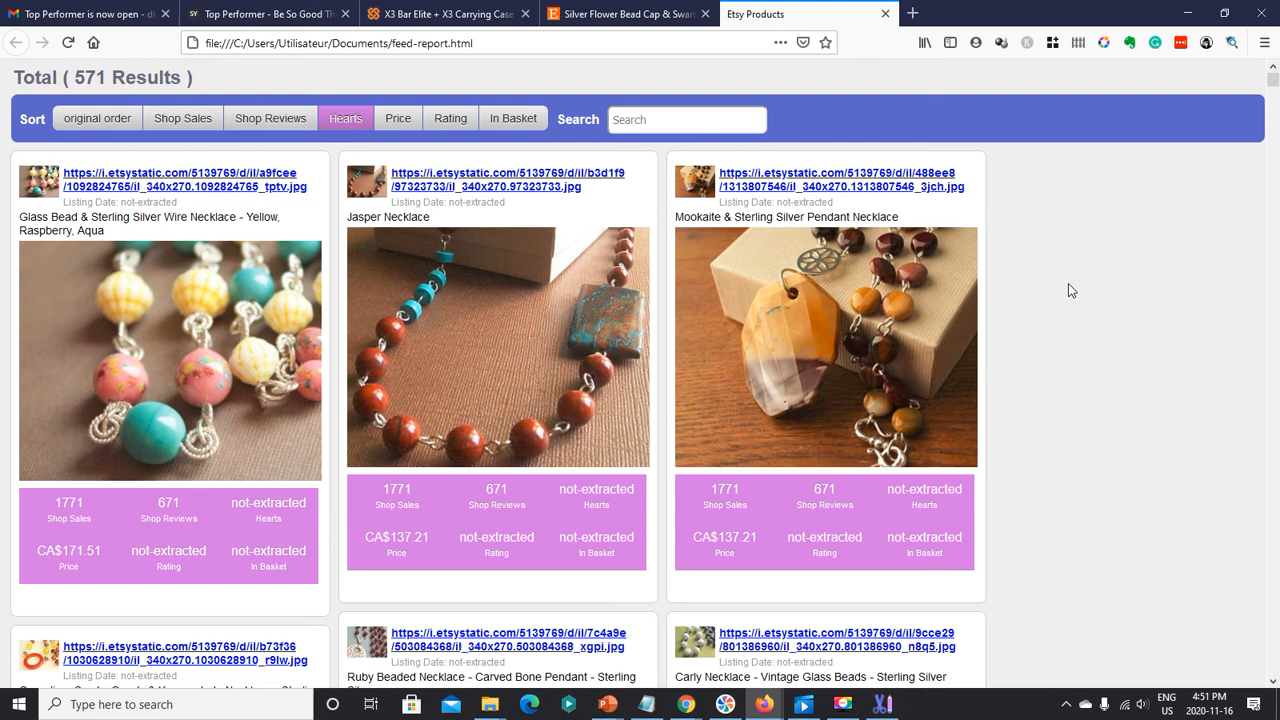 Top Performer is now open - d
Top Performer - Be So Good Th
X3 Bar Elite + X3 Carrying Case
Silver Flower Bead Cap & Swar
Etsy Products
file:///C:/Users/Utilisateur/Documents/feed-report.html
Total ( 571 Results )
Sort original order Shop Sales Shop Reviews Hearts Price Rating In Basket Search Search
https://i.etsystatic.com/5139769/d/il/a9fcee
/1092824765/il_340x270.1092824765_tptv.jpg
Listing Date: not-extracted
Glass Bead & Sterling Silver Wire Necklace - Yellow,
Raspberry, Aqua
1771 671 not-extracted
Shop Sales Shop Reviews Hearts
CA$171.51 not-extracted not-extracted
Price Rating In Basket
https://i.etsystatic.com/5139769/d/il/b3d1f9
/97323733/il_340x270.97323733.jpg
Listing Date: not-extracted
Jasper Necklace
1771 671 not-extracted
Shop Sales Shop Reviews Hearts
CA$137.21 not-extracted not-extracted
Price Rating In Basket
https://i.etsystatic.com/5139769/d/il/488ee8
/1313807546/il_340x270.1313807546_3jch.jpg
Listing Date: not-extracted
Mookaite & Sterling Silver Pendant Necklace
1771 671 not-extracted
Shop Sales Shop Reviews Hearts
CA$137.21 not-extracted not-extracted
Price Rating In Basket
https://i.etsystatic.com/5139769/d/il/b73f36
/1030628910/il_340x270.1030628910_r9lw.jpg
Listing Date: not-extracted
https://i.etsystatic.com/5139769/d/il/7c4a9e
/503084368/il_340x270.503084368_xgpi.jpg
Listing Date: not-extracted
Ruby Beaded Necklace - Carved Bone Pendant - Sterling
https://i.etsystatic.com/5139769/d/il/9cce29
/801386960/il_340x270.801386960_n8q5.jpg
Listing Date: not-extracted
Carly Necklace - Vintage Glass Beads - Sterling Silver
Type here to search
ENG
CA
4:51 PM
2020-11-16